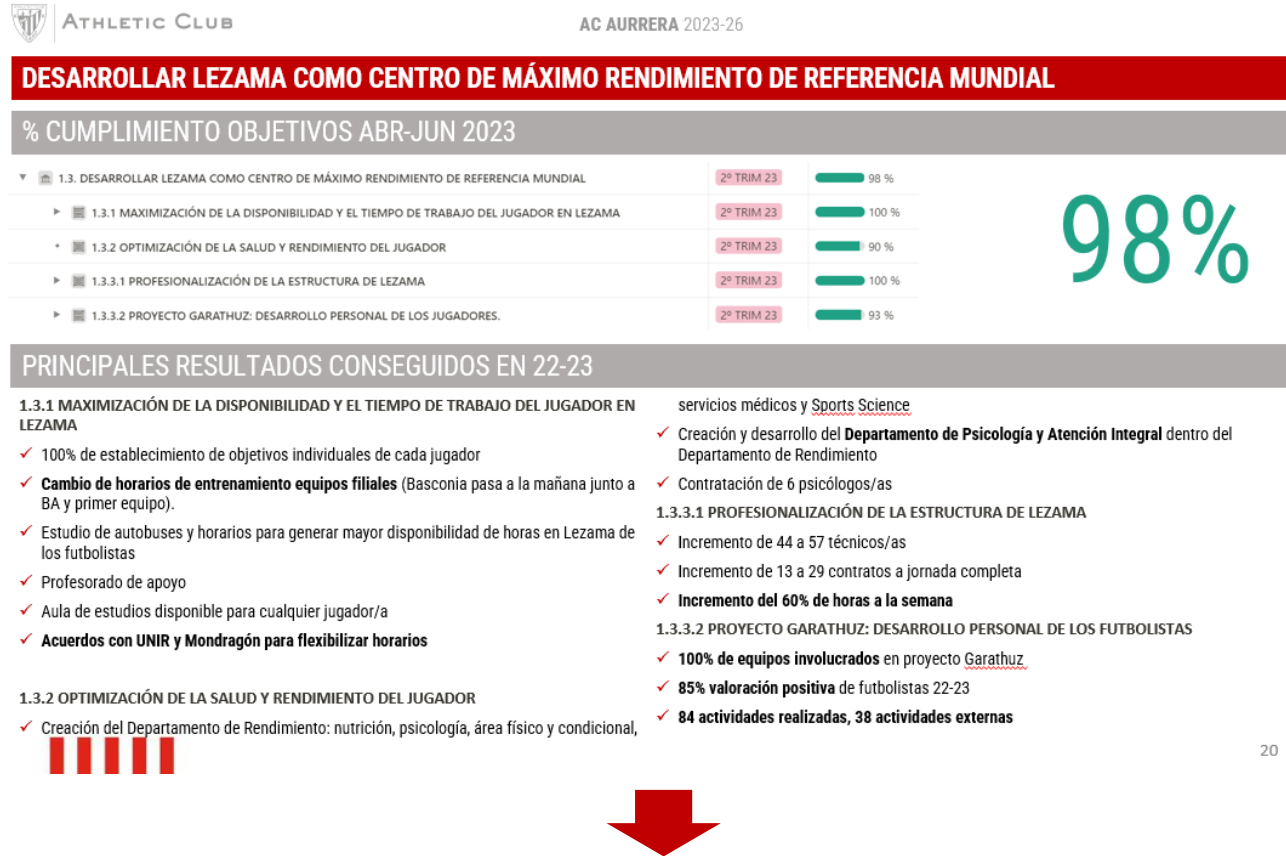 ATHLETIC CLUB
AC AURRERA 2023-26
DESARROLLAR LEZAMA COMO CENTRO DE MÁXIMO RENDIMIENTO DE REFERENCIA MUNDIAL
% CUMPLIMIENTO OBJETIVOS ABR-JUN 2023
1.3. DESARROLLAR LEZAMA COMO CENTRO DE MÁXIMO RENDIMIENTO DE REFERENCIA MUNDIAL 2º TRIM 23 98 %
1.3.1 MAXIMIZACIÓN DE LA DISPONIBILIDAD Y EL TIEMPO DE TRABAJO DEL JUGADOR EN LEZAMA 2º TRIM 23 100 %
1.3.2 OPTIMIZACIÓN DE LA SALUD Y RENDIMIENTO DEL JUGADOR 2º TRIM 23 90 %
1.3.3.1 PROFESIONALIZACIÓN DE LA ESTRUCTURA DE LEZAMA 2º TRIM 23 100 %
1.3.3.2 PROYECTO GARATHUZ: DESARROLLO PERSONAL DE LOS JUGADORES. 2º TRIM 23 93 %
98%
PRINCIPALES RESULTADOS CONSEGUIDOS EN 22-23
1.3.1 MAXIMIZACIÓN DE LA DISPONIBILIDAD Y EL TIEMPO DE TRABAJO DEL JUGADOR EN
LEZAMA
✓ 100% de establecimiento de objetivos individuales de cada jugador
✓ Cambio de horarios de entrenamiento equipos filiales (Basconia pasa a la mañana junto a
BA y primer equipo).
✓ Estudio de autobuses y horarios para generar mayor disponibilidad de horas en Lezama de
los futbolistas
✓ Profesorado de apoyo
✓ Aula de estudios disponible para cualquier jugador/a
✓ Acuerdos con UNIR y Mondragón para flexibilizar horarios
1.3.2 OPTIMIZACIÓN DE LA SALUD Y RENDIMIENTO DEL JUGADOR
✓ Creación del Departamento de Rendimiento: nutrición, psicología, área físico y condicional,
servicios médicos y Sports Science
✓ Creación y desarrollo del Departamento de Psicología y Atención Integral dentro del
Departamento de Rendimiento
✓ Contratación de 6 psicólogos/as
1.3.3.1 PROFESIONALIZACIÓN DE LA ESTRUCTURA DE LEZAMA
✓ Incremento de 44 a 57 técnicos/as
✓ Incremento de 13 a 29 contratos a jornada completa
✓ Incremento del 60% de horas a la semana
1.3.3.2 PROYECTO GARATHUZ: DESARROLLO PERSONAL DE LOS FUTBOLISTAS
✓ 100% de equipos involucrados en proyecto Garathuz
✓ 85% valoración positiva de futbolistas 22-23
✓ 84 actividades realizadas, 38 actividades externas
20